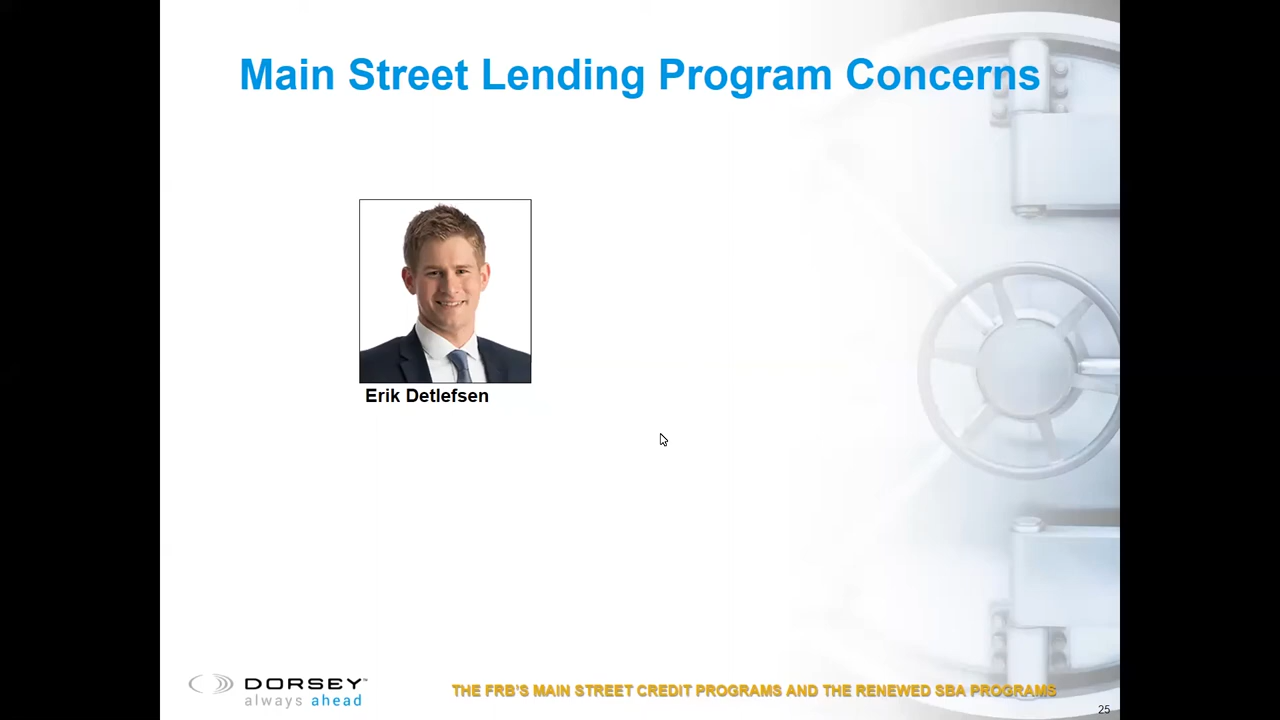 Main Street Lending Program Concerns
Erik Detlefsen
DORSEY™
always ahead
THE FRB'S MAIN STREET CREDIT PROGRAMS AND THE RENEWED SBA PROGRAMS
25